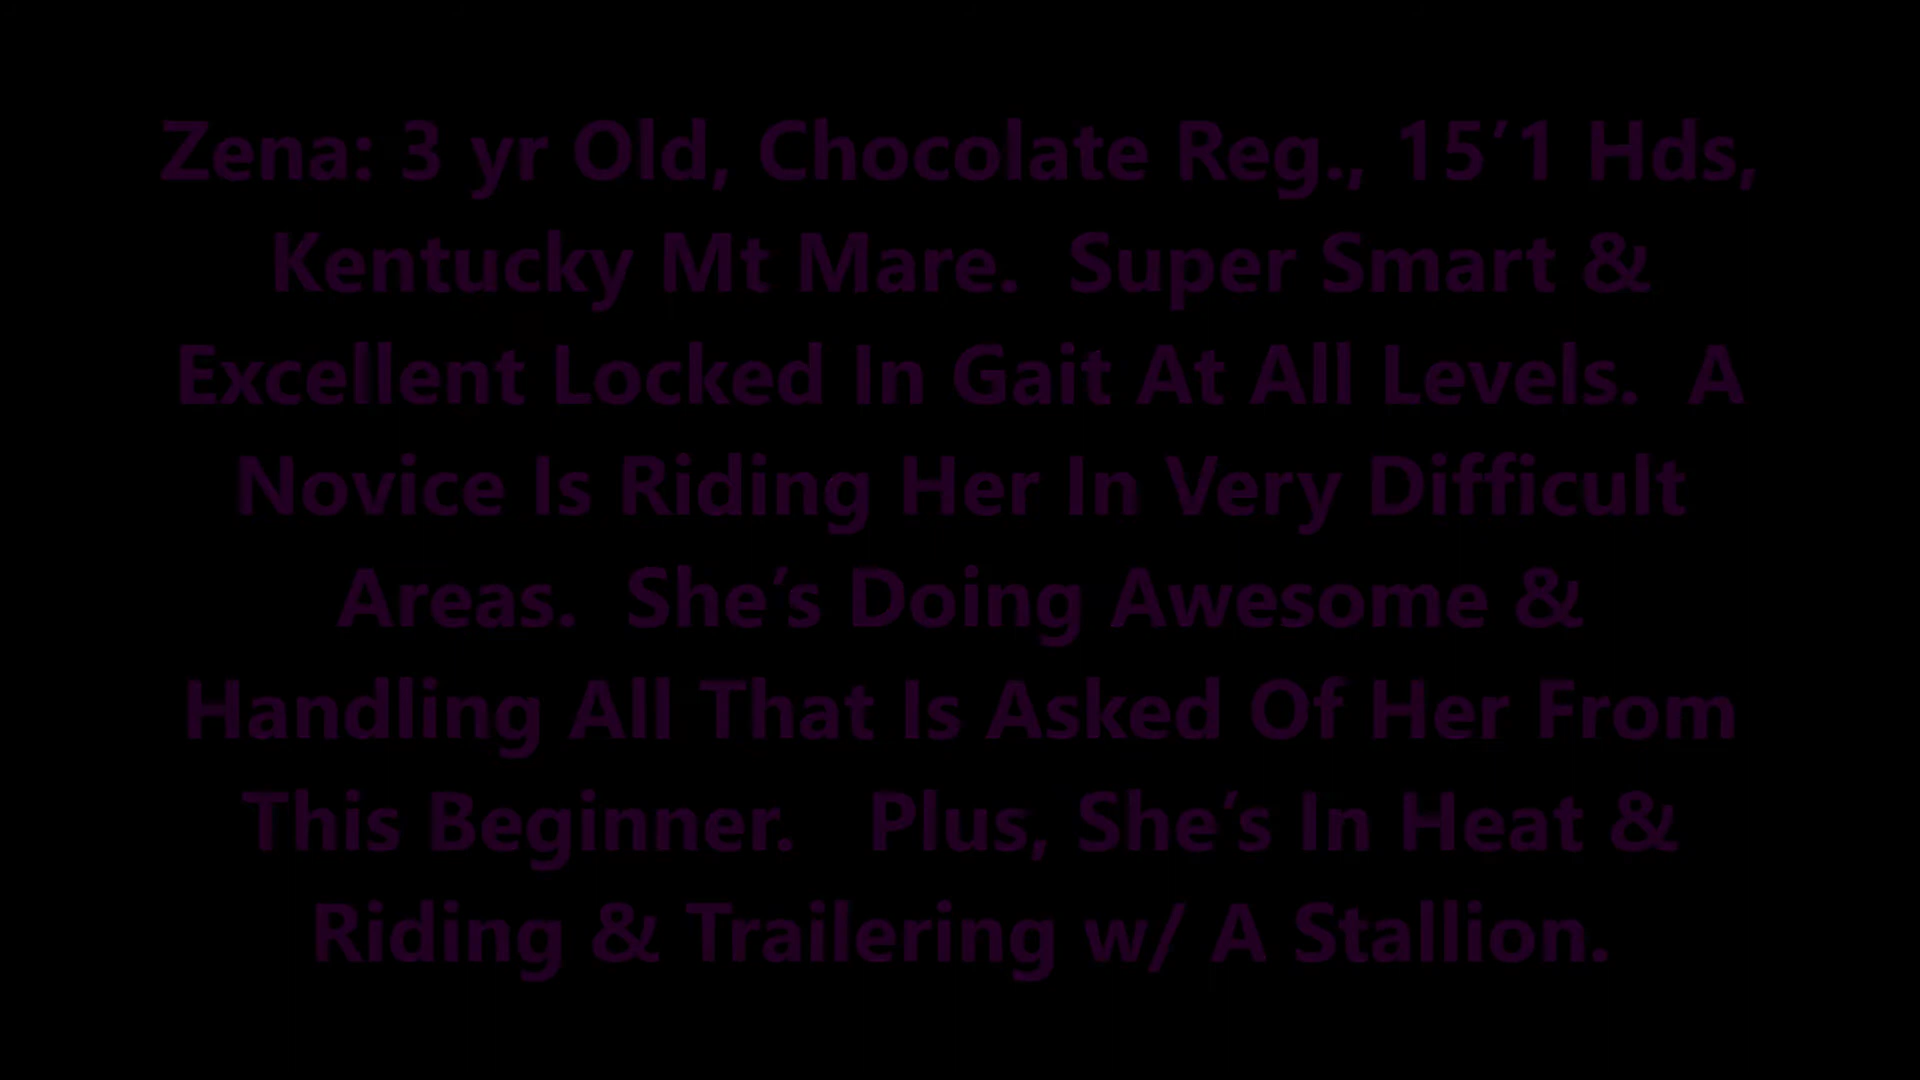 Zena: 3 yr Old, Chocolate Reg., 15’1 Hds,
Kentucky Mt Mare.  Super Smart &
Excellent Locked In Gait At All Levels.  A
Novice Is Riding Her In Very Difficult
Areas.  She’s Doing Awesome &
Handling All That Is Asked Of Her From
This Beginner.   Plus, She’s In Heat &
Riding & Trailering w/ A Stallion.